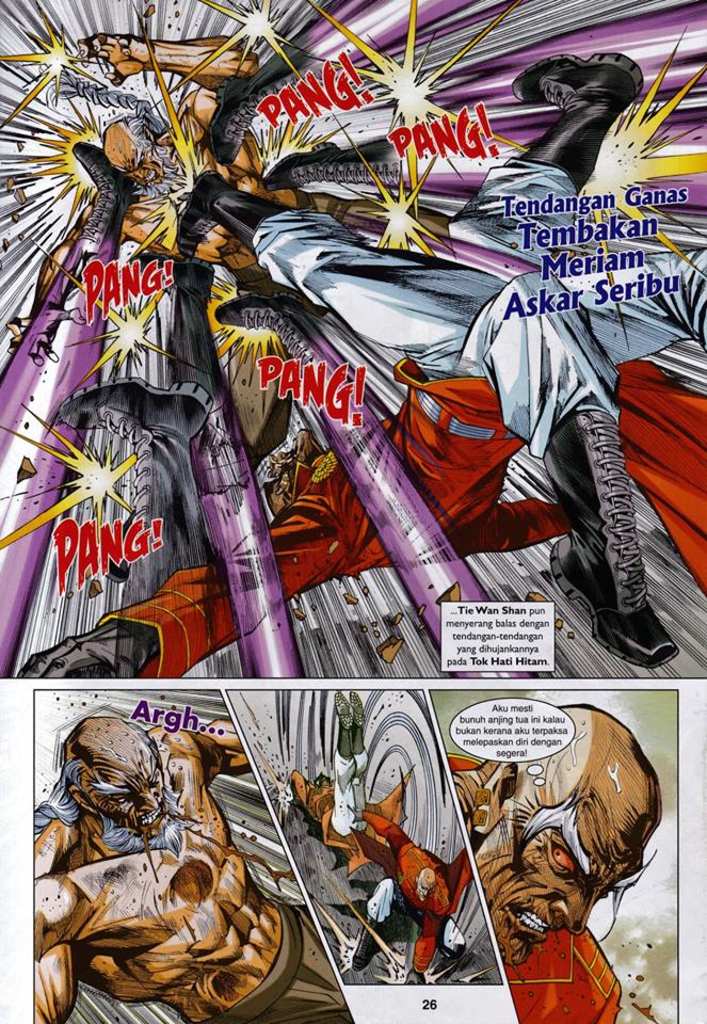 PANG!
PANG!
Tendangan Ganas
Tembakan
Meriam
Askar Seribu
PANG!
PANG!
PANG!
...Tie Wan Shan pun
menyerang balas dengan
tendangan-tendangan
yang dihujankannya
pada Tok Hati Hitam.
Argh...
Aku mesti
bunuh anjing tua ini kalau
bukan kerana aku terpaksa
melepaskan diri dengan
segera!
26